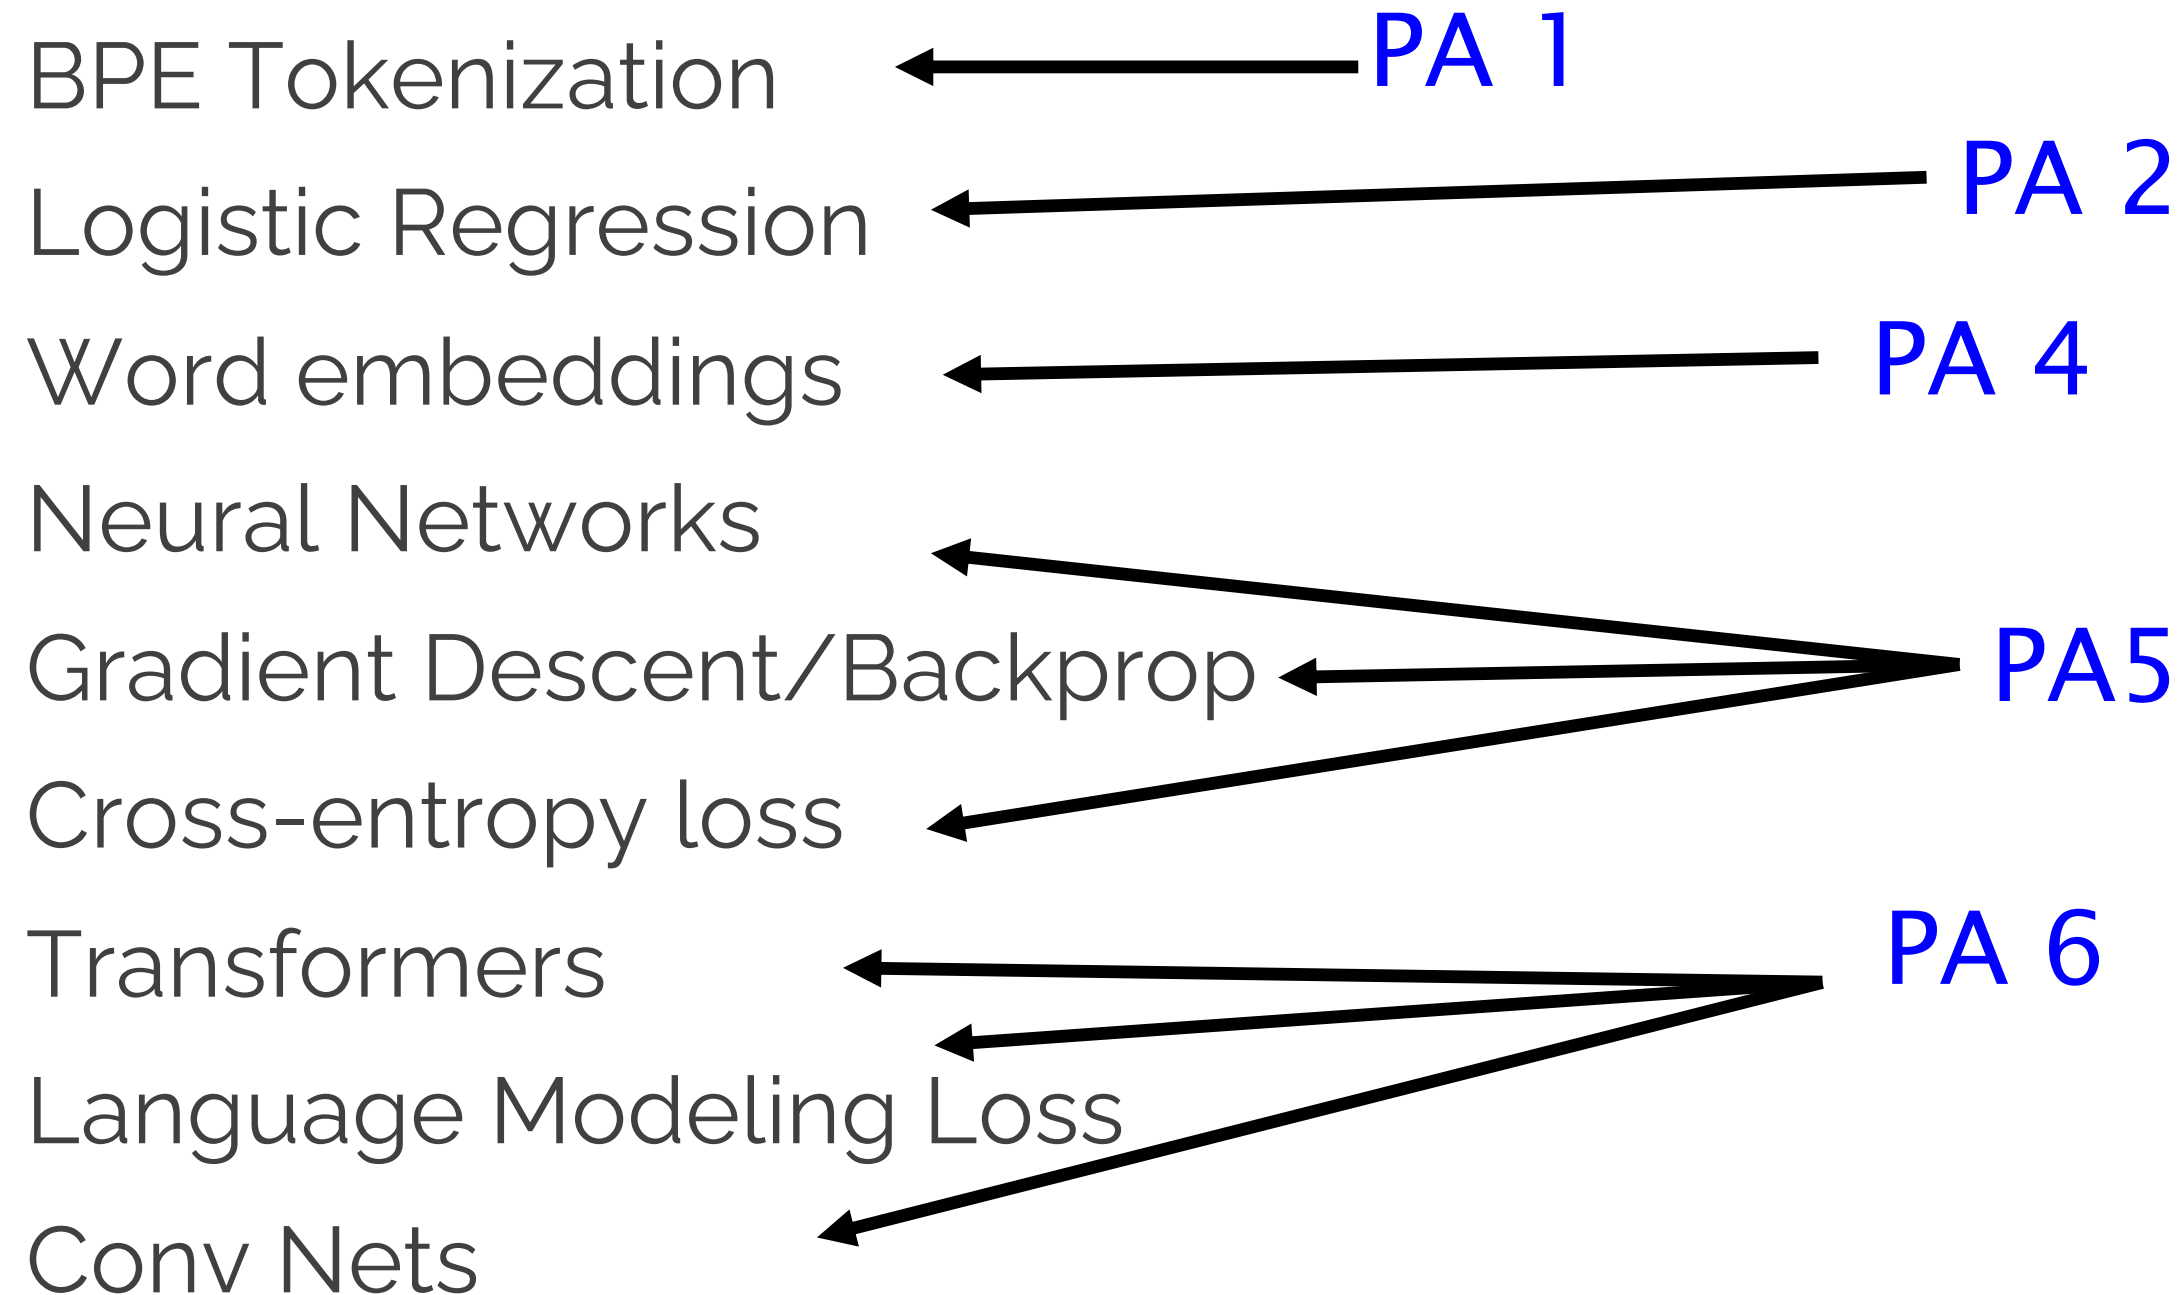 BPE Tokenization
PA 1
Logistic Regression
PA 2
Word embeddings
PA 4
Neural Networks
Gradient Descent/Backprop
PA5
Cross-entropy loss
Transformers
PA 6
Language Modeling Loss
Conv Nets